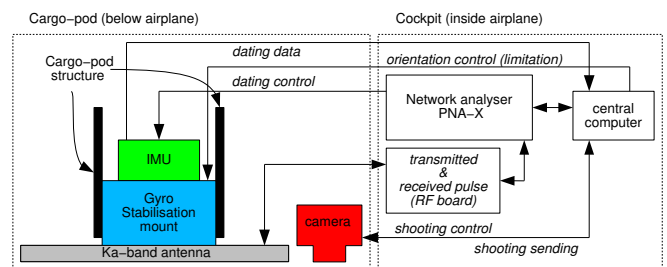 Cargo-pod (below airplane)
Cockpit (inside airplane)
dating data
orientation control (limitation)
Cargo-pod
structure
dating control
Network analyser
PNA-X
central
computer
IMU
transmitted
&
received pulse
(RF board)
Gyro
Stabilisation
mount
camera
shooting control
shooting sending
Ka-band antenna